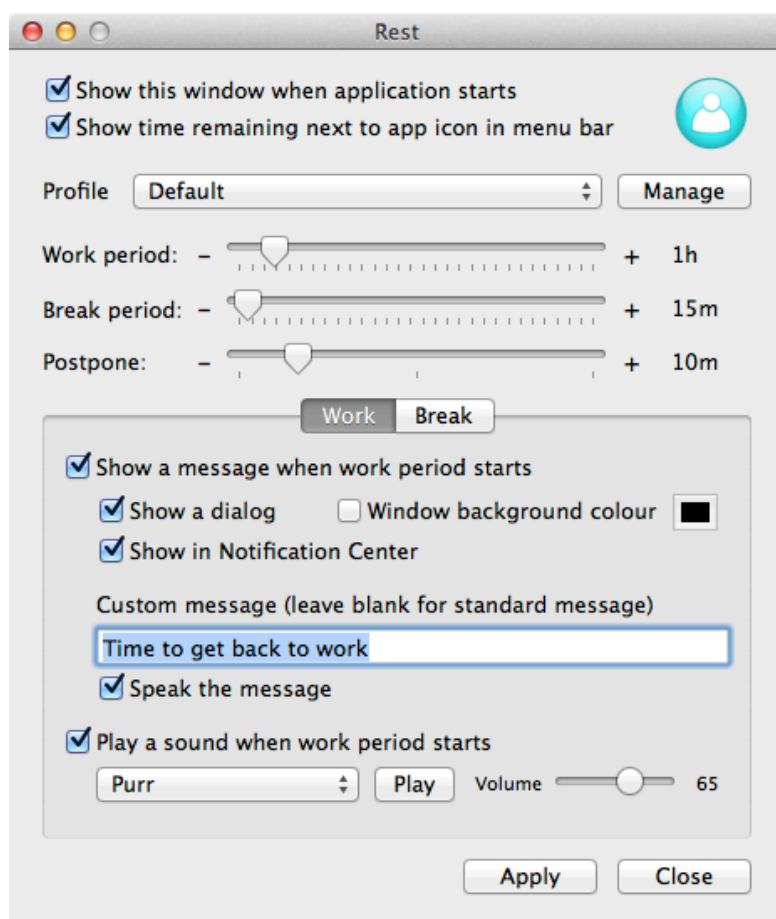 Rest
Show this window when application starts
Show time remaining next to app icon in menu bar
Profile Default Manage
Work period: - + 1h
Break period: - + 15m
Postpone: - + 10m
Work Break
Show a message when work period starts
Show a dialog Window background colour
Show in Notification Center
Custom message (leave blank for standard message)
Time to get back to work
Speak the message
Play a sound when work period starts
Purr Play Volume 65
Apply Close